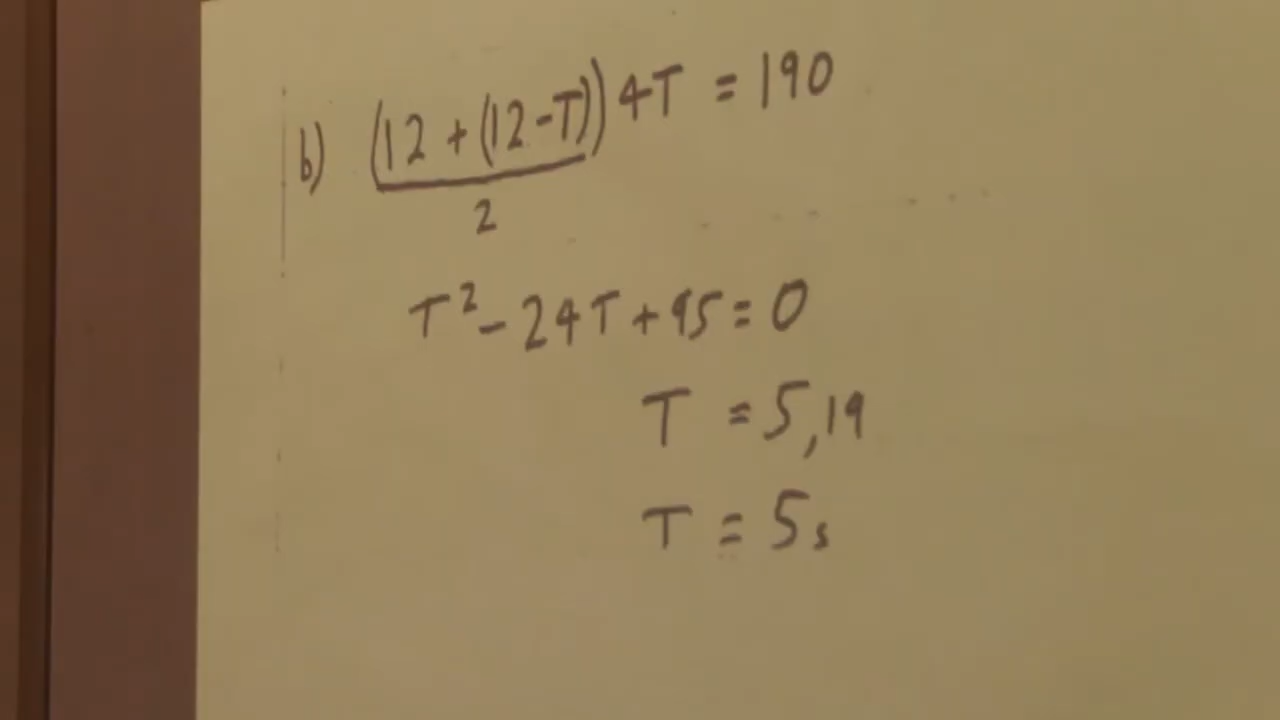 b) (12 + (12 - T)) 4T = 190
2
T² - 24T + 95 = 0
T = 5,19
T = 5s